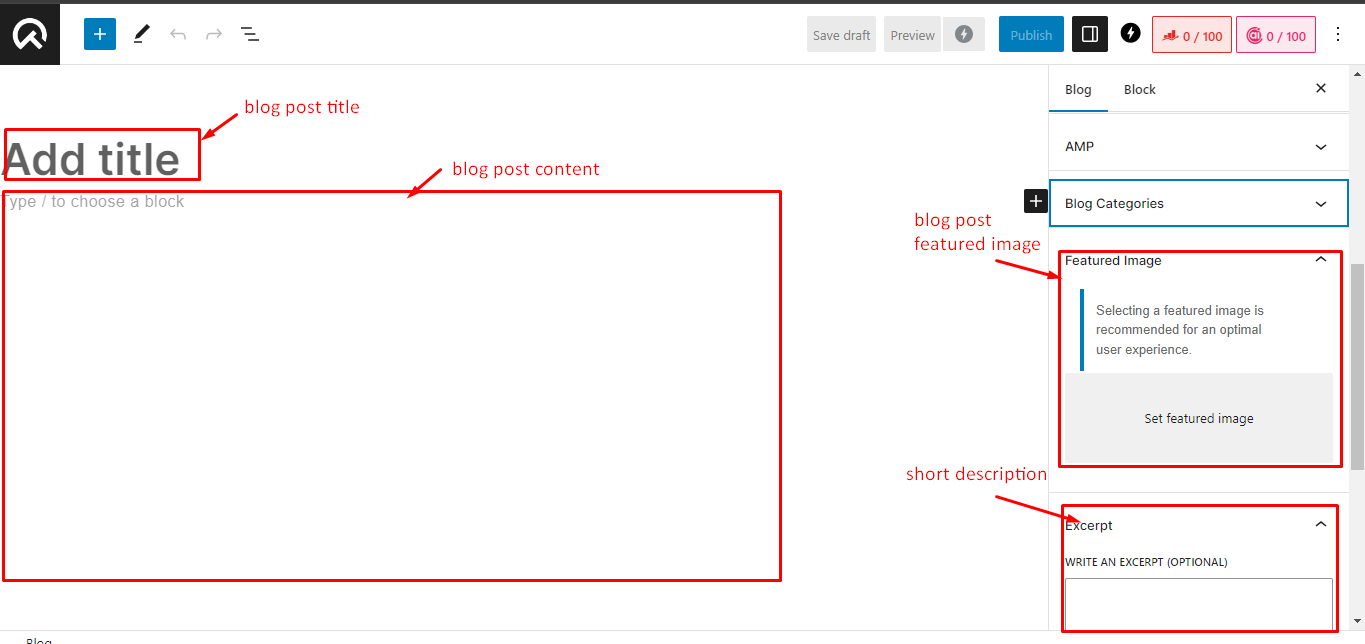 Save draft
Preview
Publish
0 / 100
0 / 100
Blog
Block
blog post title
Add title
AMP
blog post content
Type / to choose a block
Blog Categories
blog post
featured image
Featured Image
Selecting a featured image is
recommended for an optimal
user experience.
Set featured image
short description
Excerpt
WRITE AN EXCERPT (OPTIONAL)
Blog